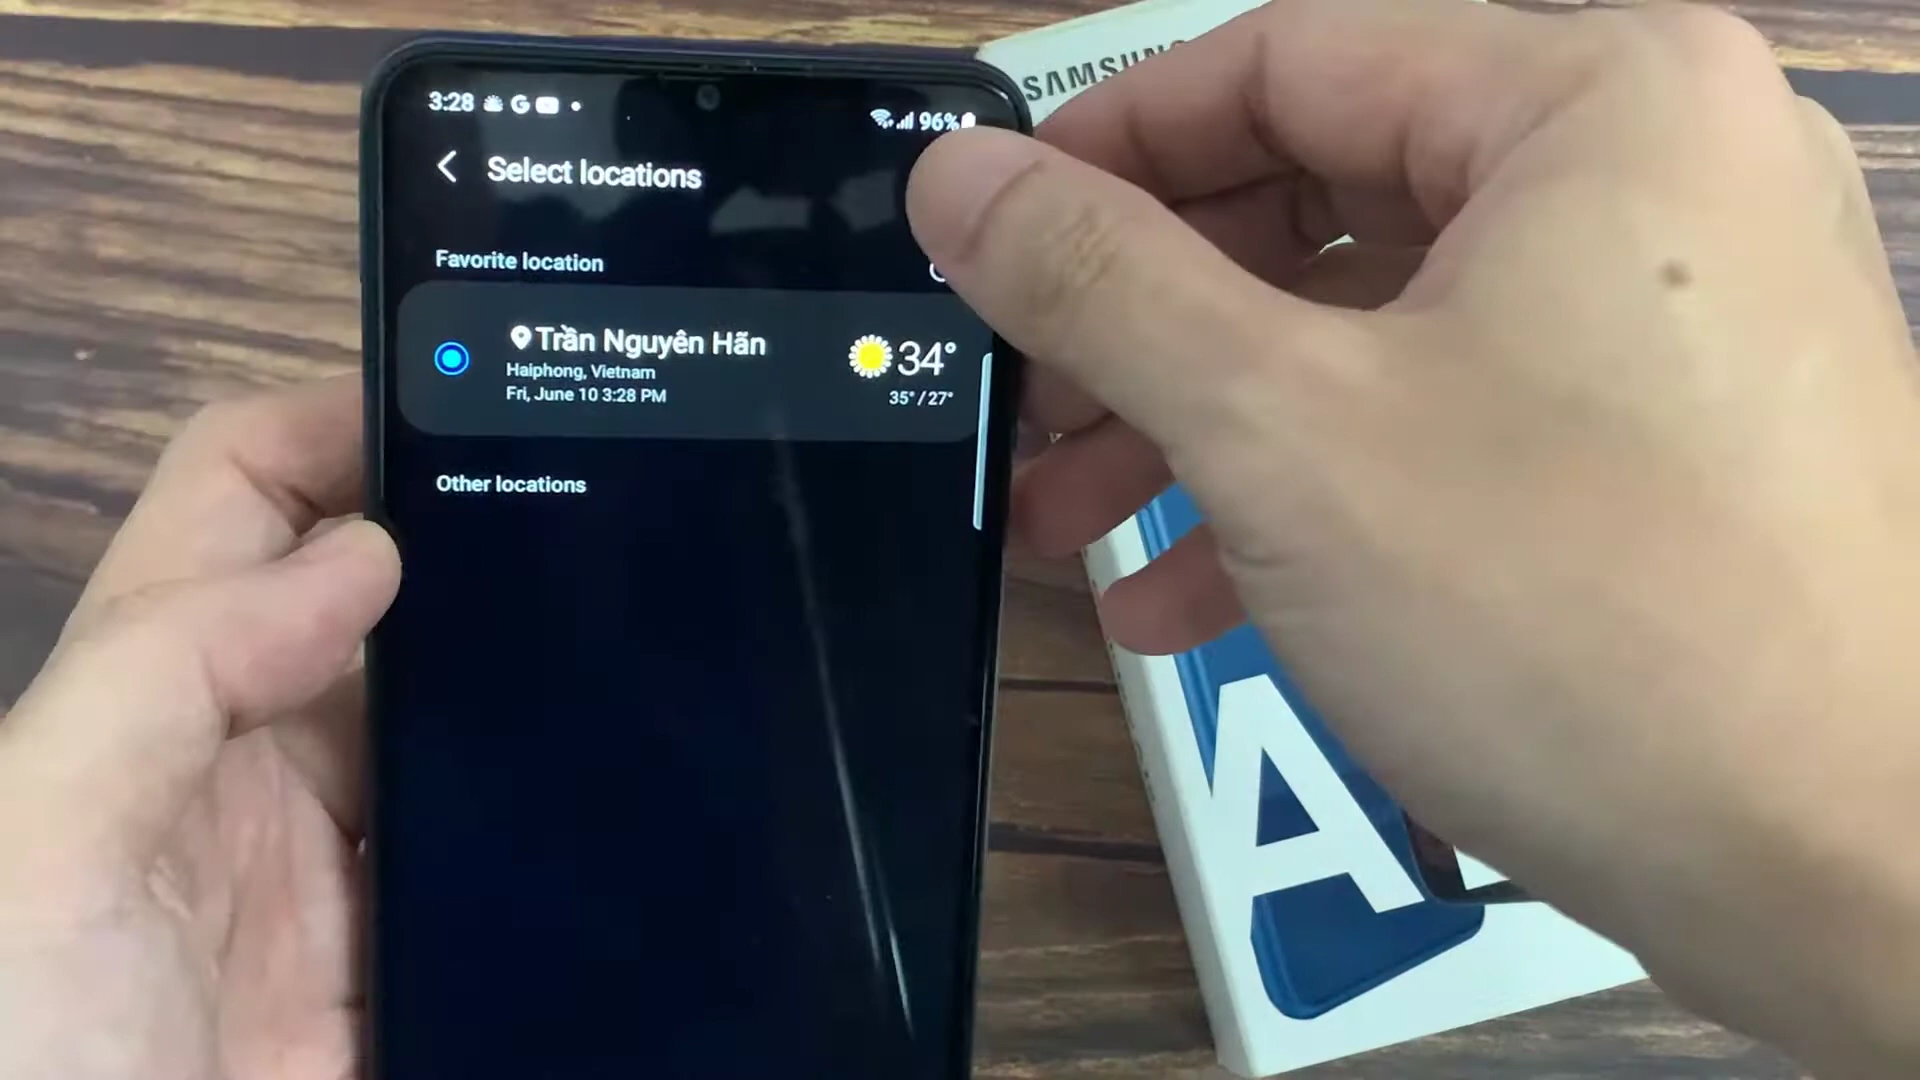 3:28
96%
SAMSUNG
Select locations
Favorite location
Trần Nguyên Hãn
Haiphong, Vietnam
Fri, June 10 3:28 PM
34°
35° / 27°
Other locations
A